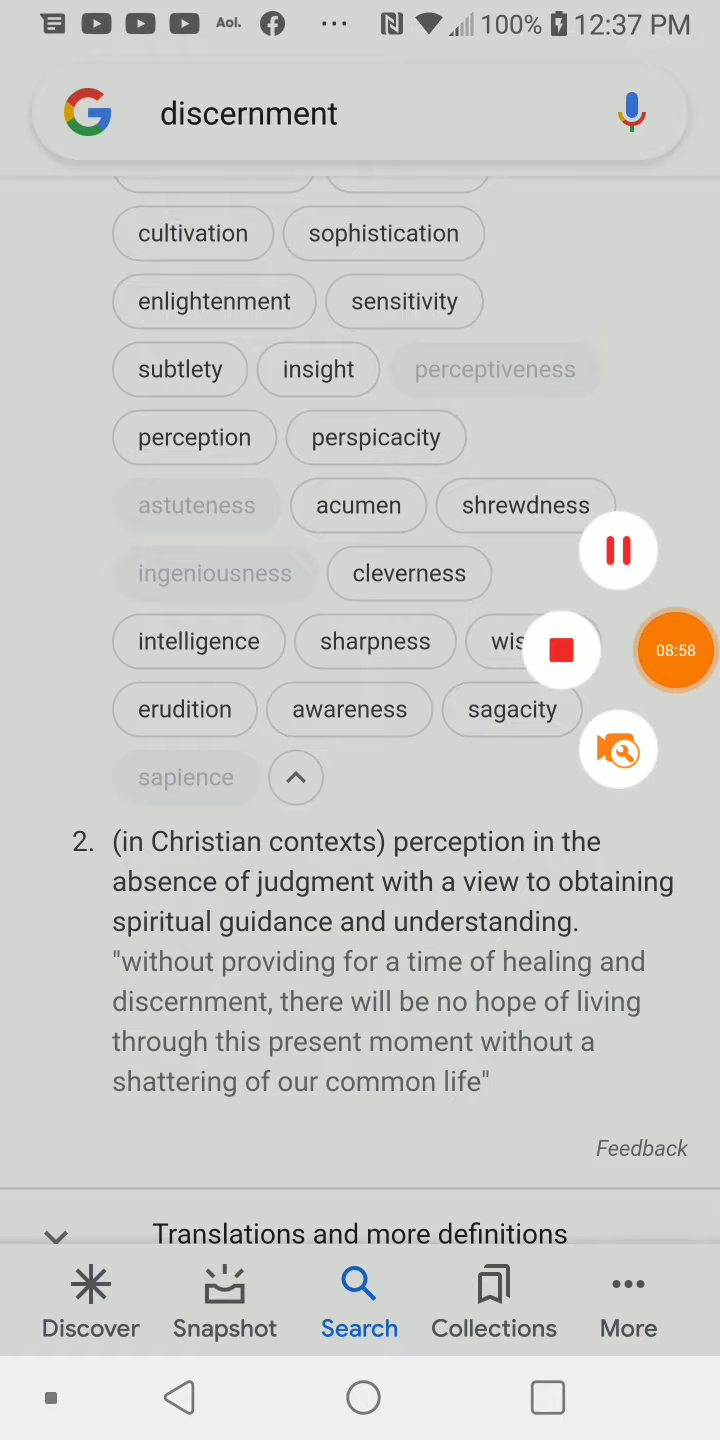 Aol. 100% 12:37 PM
discernment
cultivation sophistication
enlightenment sensitivity
subtlety insight perceptiveness
perception perspicacity
astuteness acumen shrewdness
ingeniousness cleverness
intelligence sharpness
08:58
erudition awareness sagacity
sapience
2. (in Christian contexts) perception in the
absence of judgment with a view to obtaining
spiritual guidance and understanding.
"without providing for a time of healing and
discernment, there will be no hope of living
through this present moment without a
shattering of our common life"
Feedback
Translations and more definitions
Discover Snapshot Search Collections More